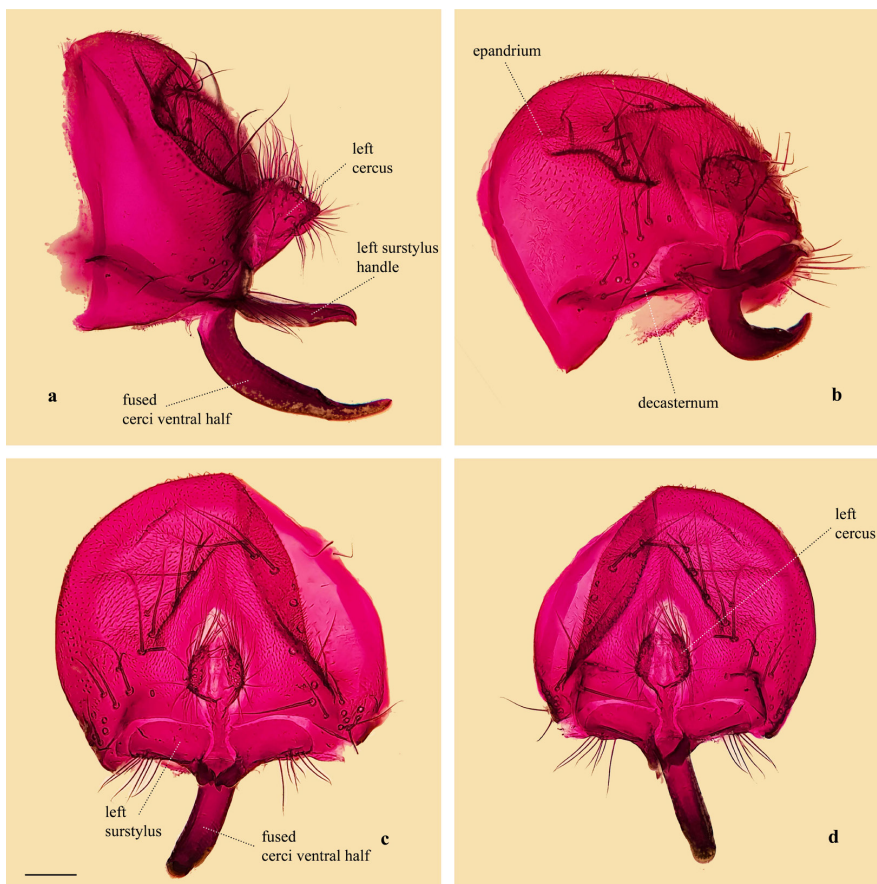 left
cercus
left surstylus
handle
fused
cerci ventral half
a
epandrium
decasternum
b
left
surstylus
fused
cerci ventral half
c
left
cercus
d